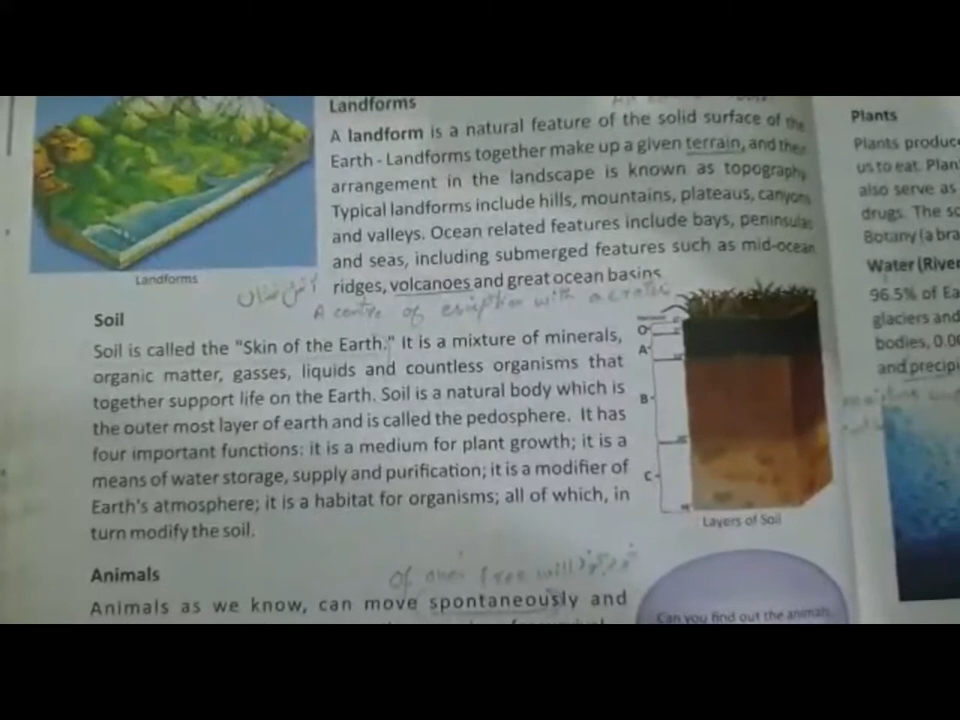 Landforms
A landform is a natural feature of the solid surface of the
Earth - Landforms together make up a given terrain, and their
arrangement in the landscape is known as topography
Typical landforms include hills, mountains, plateaus, canyons
and valleys. Ocean related features include bays, peninsulas
and seas, including submerged features such as mid-ocean
ridges, volcanoes and great ocean basins
Landforms
آتش فشاں
A centre of eruption with a crater
Soil
Soil is called the "Skin of the Earth." It is a mixture of minerals,
organic matter, gasses, liquids and countless organisms that
together support life on the Earth. Soil is a natural body which is
the outer most layer of earth and is called the pedosphere. It has
four important functions: it is a medium for plant growth; it is a
means of water storage, supply and purification; it is a modifier of
Earth's atmosphere; it is a habitat for organisms; all of which, in
turn modify the soil.
O
A
B
C
Layers of Soil
Animals
Of ones free will
Animals as we know, can move spontaneously and
Can you find out the animals
Plants
Plants produce
us to eat. Plan
also serve as
drugs. The sc
Botany (a bra
Water (River
96.5% of Ea
glaciers and
bodies, 0.00
and precipi